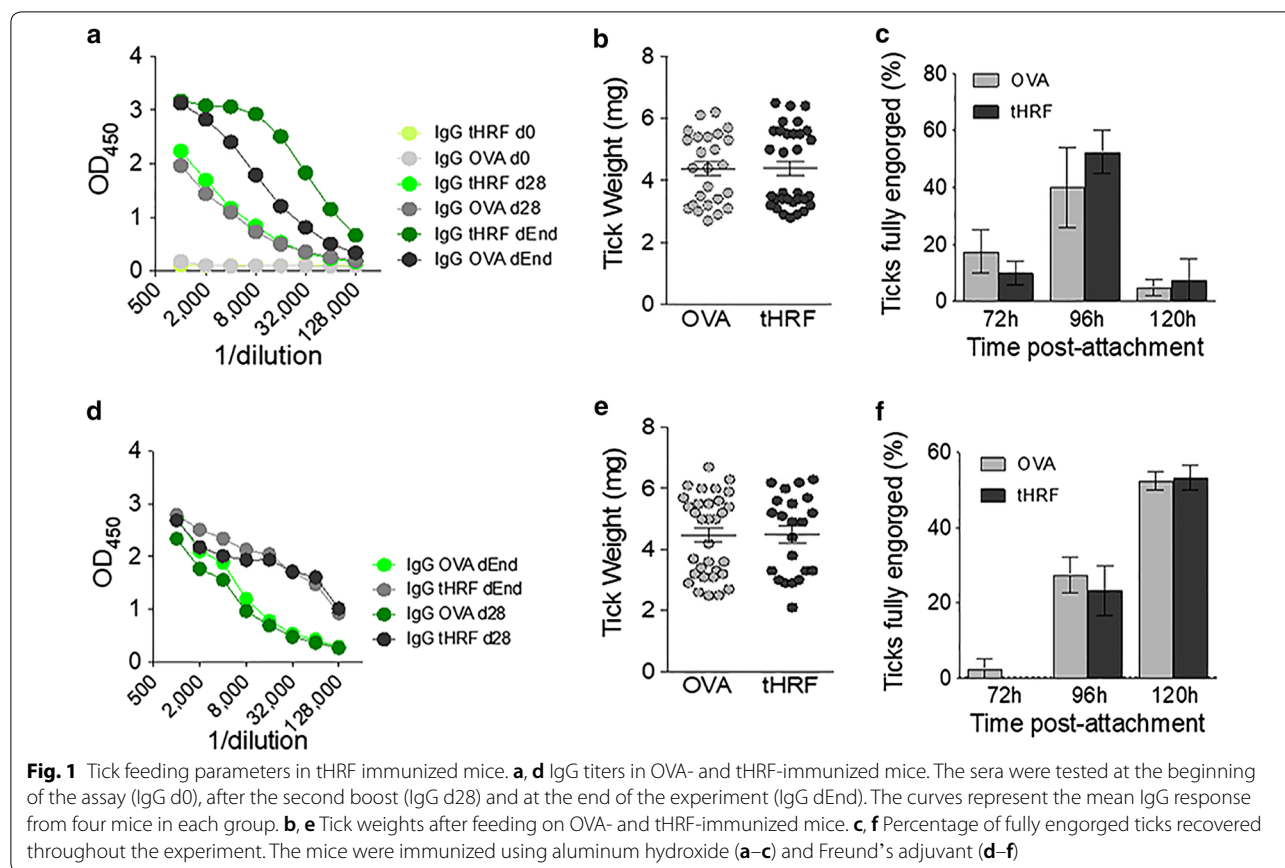 a
4
3
2
1
0
OD450
500
2,000
8,000
32,000
128,000
1/dilution
IgG tHRF d0
IgG OVA d0
IgG tHRF d28
IgG OVA d28
IgG tHRF dEnd
IgG OVA dEnd
b
8
6
4
2
0
Tick Weight (mg)
OVA tHRF
c
80
60
40
20
0
Ticks fully engorged (%)
OVA
tHRF
72h 96h 120h
Time post-attachment
d
4
3
2
1
0
OD450
500
2,000
8,000
32,000
128,000
1/dilution
IgG OVA dEnd
IgG tHRF dEnd
IgG OVA d28
IgG tHRF d28
e
8
6
4
2
0
Tick Weight (mg)
OVA tHRF
f
60
40
20
0
Ticks fully engorged (%)
OVA
tHRF
72h 96h 120h
Time post-attachment
Fig. 1 Tick feeding parameters in tHRF immunized mice. a, d IgG titers in OVA- and tHRF-immunized mice. The sera were tested at the beginning
of the assay (IgG d0), after the second boost (IgG d28) and at the end of the experiment (IgG dEnd). The curves represent the mean IgG response
from four mice in each group. b, e Tick weights after feeding on OVA- and tHRF-immunized mice. c, f Percentage of fully engorged ticks recovered
throughout the experiment. The mice were immunized using aluminum hydroxide (a–c) and Freund's adjuvant (d–f)